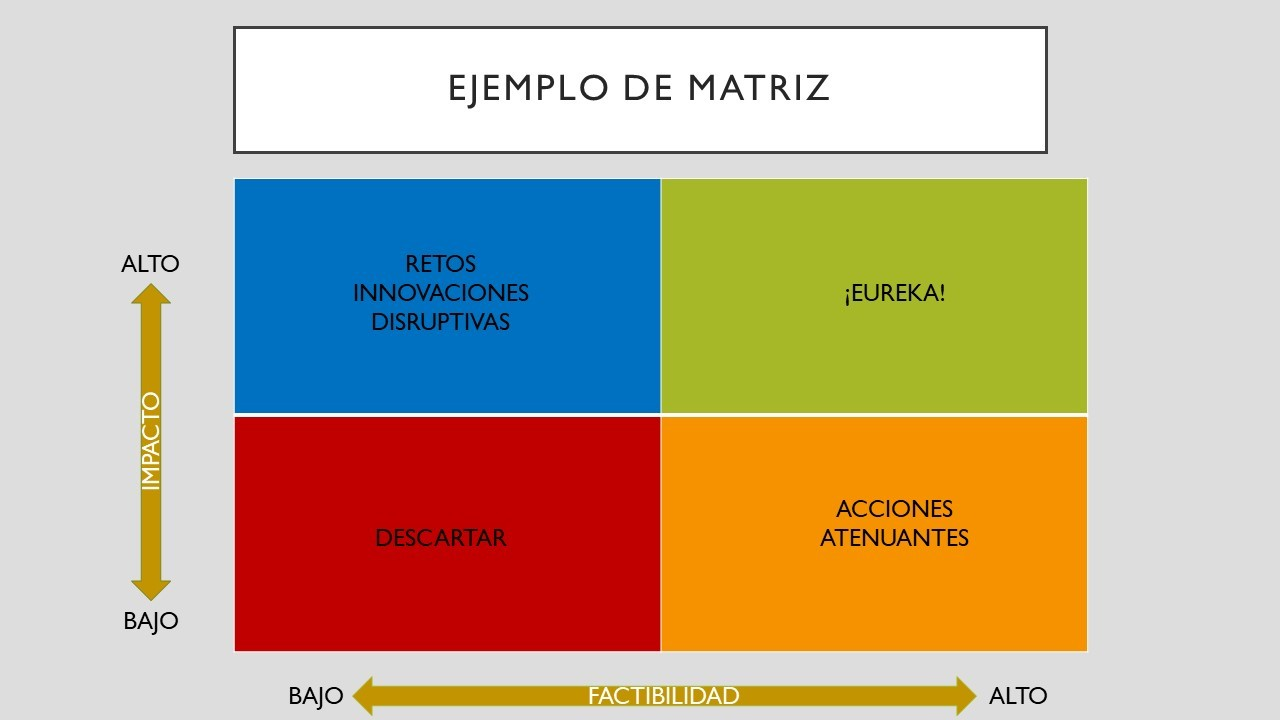 EJEMPLO DE MATRIZ
ALTO
IMPACTO
BAJO
RETOS
INNOVACIONES
DISRUPTIVAS
¡EUREKA!
DESCARTAR
ACCIONES
ATENUANTES
BAJO
FACTIBILIDAD
ALTO